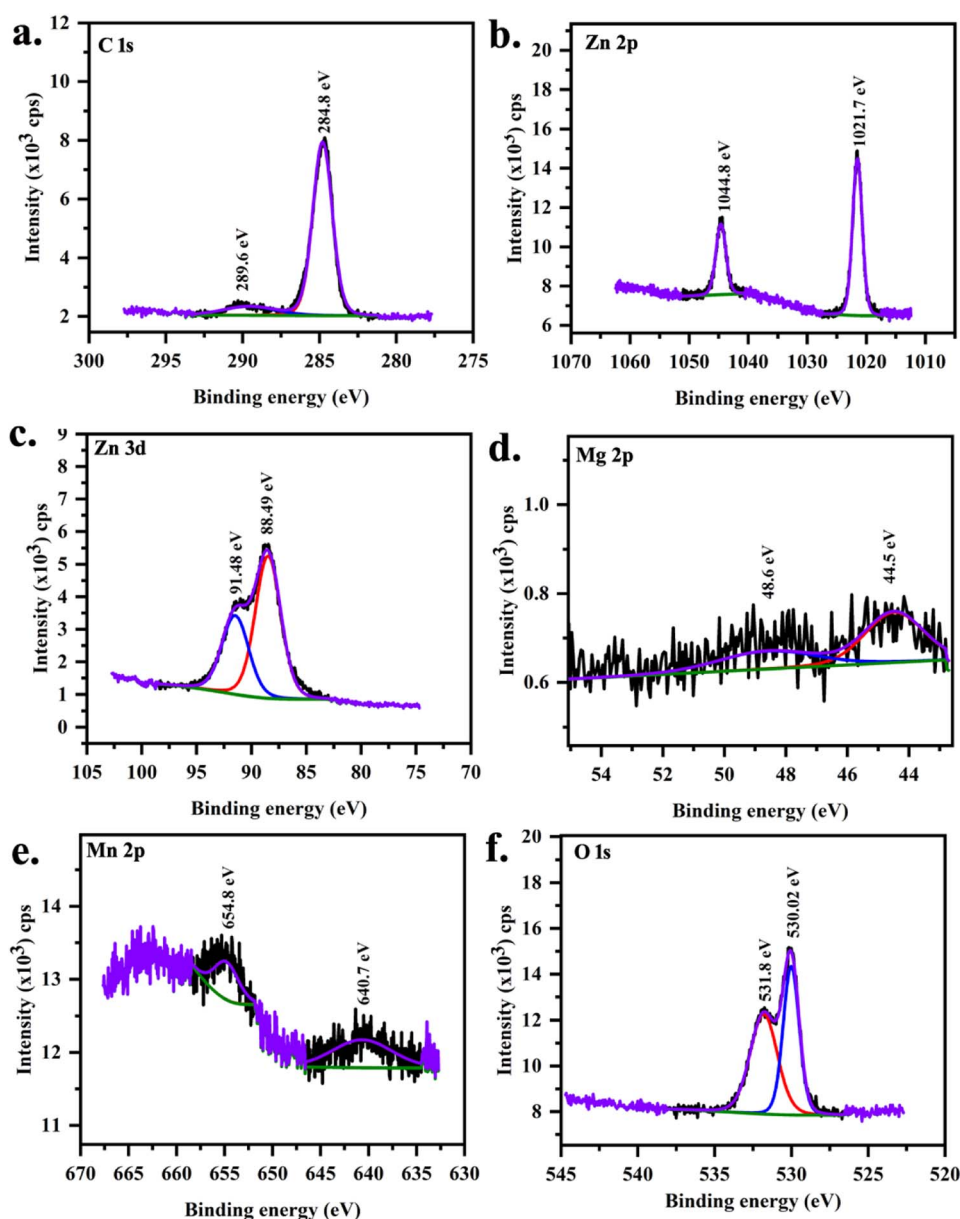 a.
C 1s
284.8 eV
289.6 eV
12
10
8
6
4
2
300
295
290
285
280
275
Intensity (x10³) cps
Binding energy (eV)
b.
Zn 2p
1021.7 eV
1044.8 eV
20
18
16
14
12
10
8
6
1070
1060
1050
1040
1030
1020
1010
Intensity (x10³) cps
Binding energy (eV)
c.
Zn 3d
88.49 eV
91.48 eV
9
8
7
6
5
4
3
2
1
0
105
100
95
90
85
80
75
70
Intensity (x10³) cps
Binding energy (eV)
d.
Mg 2p
48.6 eV
44.5 eV
1.0
0.8
0.6
54
52
50
48
46
44
Intensity (x10³) cps
Binding energy (eV)
e.
Mn 2p
654.8 eV
640.7 eV
14
13
12
11
670
665
660
655
650
645
640
635
630
Intensity (x10³) cps
Binding energy (eV)
f.
O 1s
530.02 eV
531.8 eV
20
18
16
14
12
10
8
545
540
535
530
525
520
Intensity (x10³) cps
Binding energy (eV)